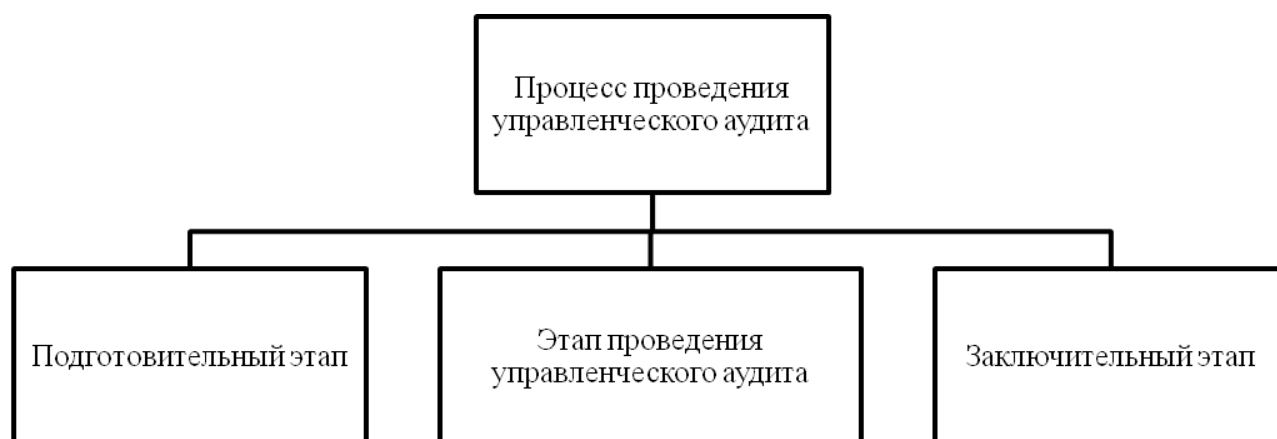 Процесс проведения
управленческого аудита
Подготовительный этап
Этап проведения
управленческого аудита
Заключительный этап